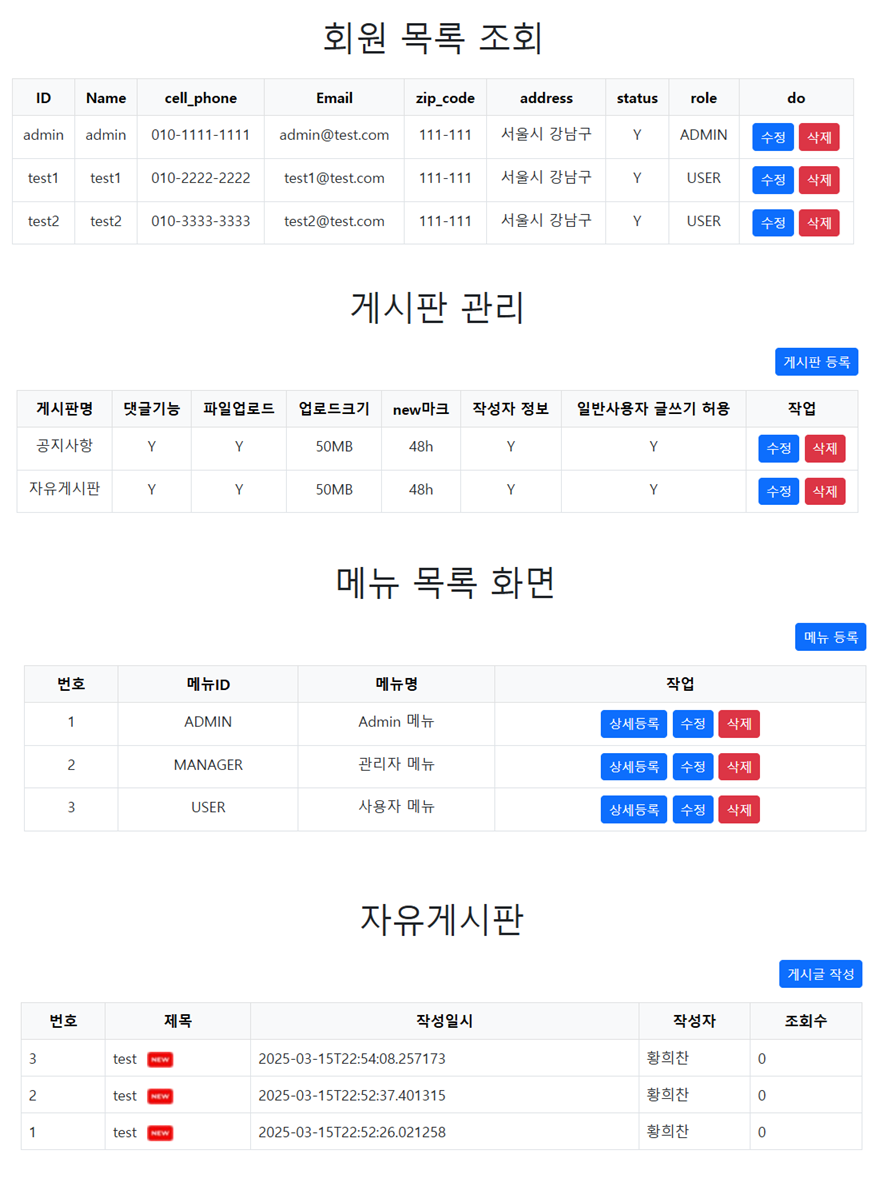 회원 목록 조회
ID Name cell_phone Email zip_code address status role do
admin admin 010-1111-1111 admin@test.com 111-111 서울시 강남구 Y ADMIN 수정 삭제
test1 test1 010-2222-2222 test1@test.com 111-111 서울시 강남구 Y USER 수정 삭제
test2 test2 010-3333-3333 test2@test.com 111-111 서울시 강남구 Y USER 수정 삭제
게시판 관리
게시판 등록
게시판명 댓글기능 파일업로드 업로드크기 new마크 작성자 정보 일반사용자 글쓰기 허용 작업
공지사항 Y Y 50MB 48h Y Y 수정 삭제
자유게시판 Y Y 50MB 48h Y Y 수정 삭제
메뉴 목록 화면
메뉴 등록
번호 메뉴ID 메뉴명 작업
1 ADMIN Admin 메뉴 상세등록 수정 삭제
2 MANAGER 관리자 메뉴 상세등록 수정 삭제
3 USER 사용자 메뉴 상세등록 수정 삭제
자유게시판
게시글 작성
번호 제목 작성일시 작성자 조회수
3 test NEW 2025-03-15T22:54:08.257173 황희찬 0
2 test NEW 2025-03-15T22:52:37.401315 황희찬 0
1 test NEW 2025-03-15T22:52:26.021258 황희찬 0